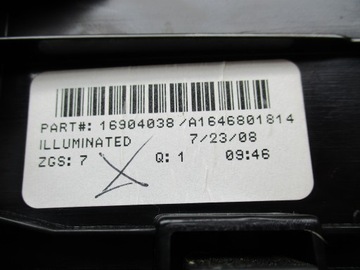 PART#: 16904038/A1646801814
ILLUMINATED 7/23/08
ZGS: 7 Q: 1 09:46